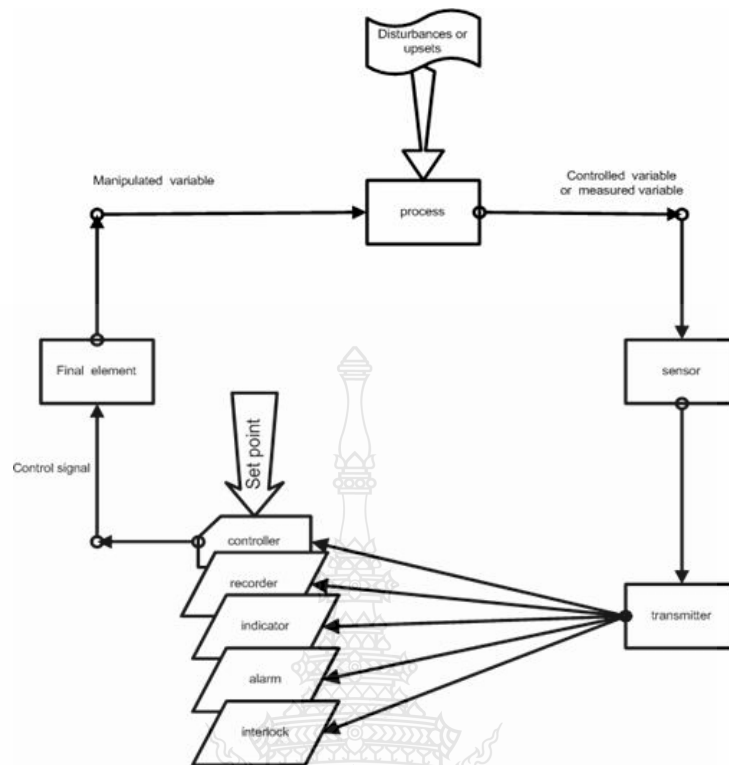 Disturbances or
upsets
Manipulated variable
Controlled variable
or measured variable
process
Final element
sensor
Set point
Control signal
controller
recorder
indicator
transmitter
alarm
interlock